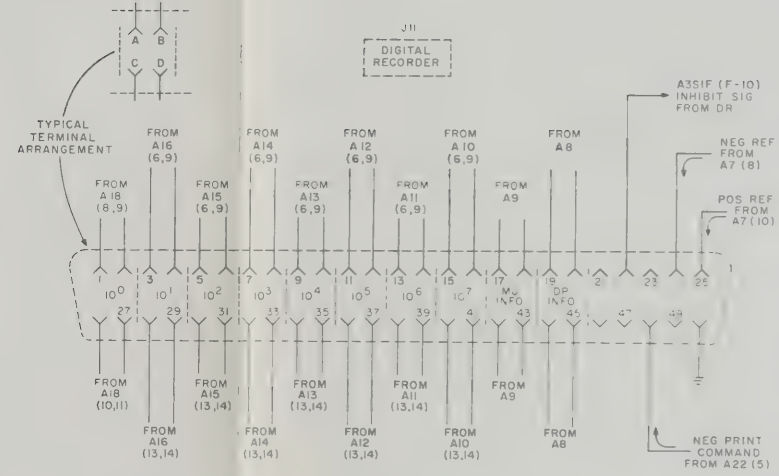 J11
DIGITAL
RECORDER
A B
C D
TYPICAL
TERMINAL
ARRANGEMENT
A3S1F (F-10)
INHIBIT SIG
FROM DR
NEG REF
FROM
A7 (8)
POS REF
FROM
A7 (10)
FROM
A16
(6,9)
FROM
A14
(6,9)
FROM
A12
(6,9)
FROM
A10
(6,9)
FROM
A8
FROM
A18
(8,9)
FROM
A15
(6,9)
FROM
A13
(6,9)
FROM
A11
(6,9)
FROM
A9
1 3 5 7 9 11 13 15 17 19 2 23 25
10⁰ 10¹ 10² 10³ 10⁴ 10⁵ 10⁶ 10⁷ INFO DP INFO
27 29 31 33 35 37 39 4 43 45 47 49
FROM
A18
(10,11)
FROM
A15
(13,14)
FROM
A13
(13,14)
FROM
A11
(13,14)
FROM
A9
FROM
A16
(13,14)
FROM
A14
(13,14)
FROM
A12
(13,14)
FROM
A10
(13,14)
FROM
A8
NEG PRINT
COMMAND
FROM A22 (5)